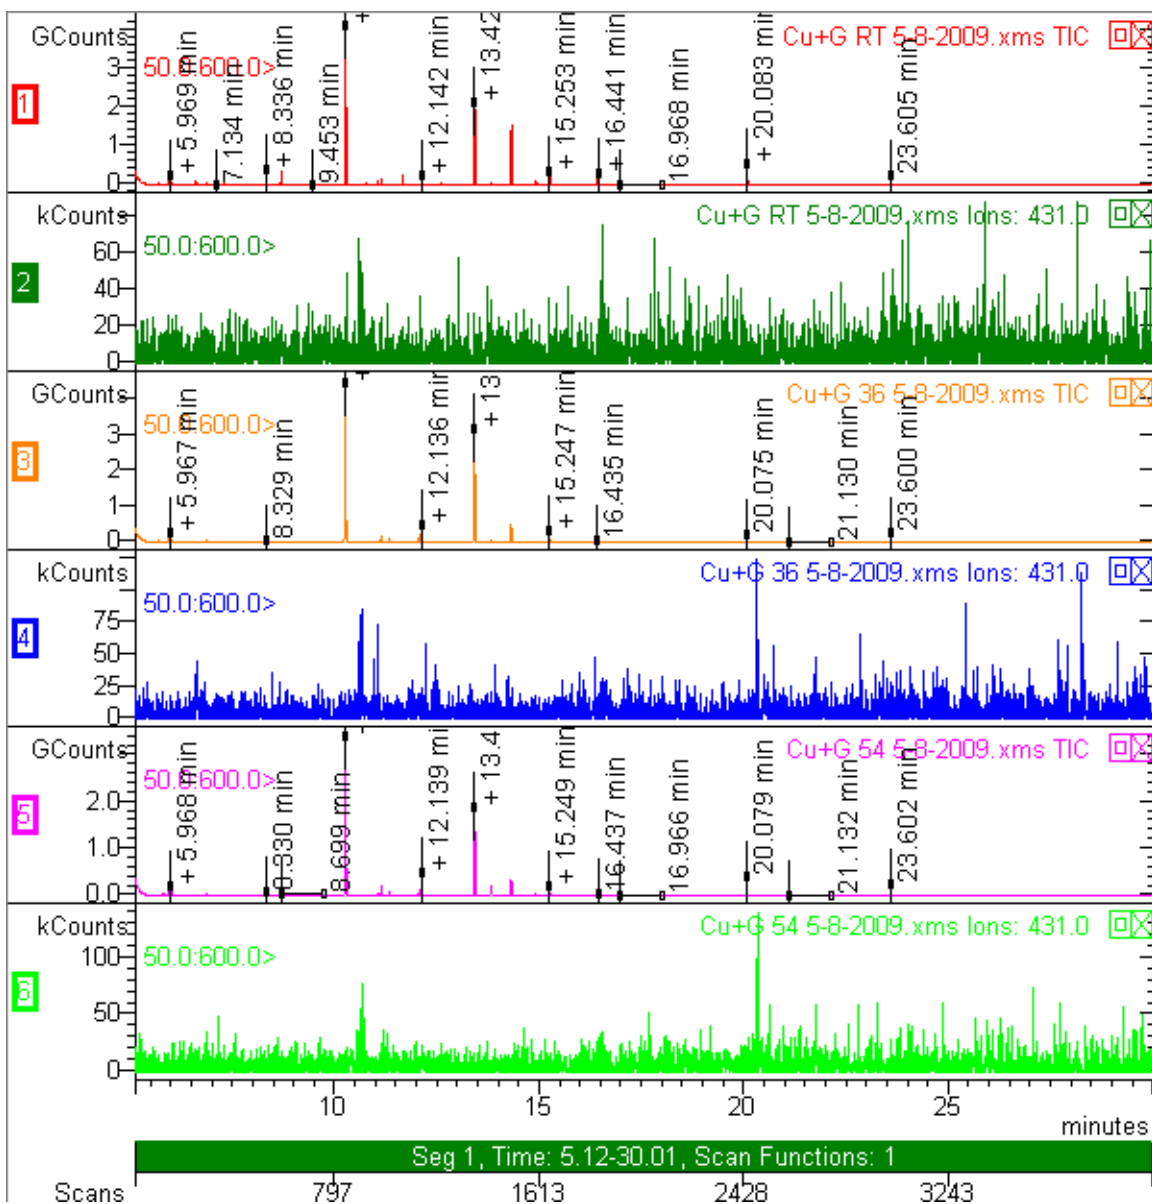 GCounts
Cu+G RT 5-8-2009.xms TIC
50.0:600.0>
3
2
1
0
1
+ 5.969 min
7.134 min
+ 8.336 min
9.453 min
+
+ 12.142 min
+ 13.42
+ 15.253 min
+ 16.441 min
+
16.968 min
+ 20.083 min
23.605 min
kCounts
Cu+G RT 5-8-2009.xms Ions: 431.0
50.0:600.0>
60
40
20
0
2
GCounts
Cu+G 36 5-8-2009.xms TIC
50.0:600.0>
3
2
1
0
3
+ 5.967 min
8.329 min
+
+ 12.136 min
+ 13
+ 15.247 min
16.435 min
20.075 min
21.130 min
23.600 min
kCounts
Cu+G 36 5-8-2009.xms Ions: 431.0
50.0:600.0>
75
50
25
0
4
GCounts
Cu+G 54 5-8-2009.xms TIC
50.0:600.0>
2.0
1.0
0.0
5
+ 5.968 min
8.330 min
8.699 min
+ 12.139 mi
+ 13.4
+ 15.249 min
16.437 min
16.966 min
20.079 min
21.132 min
23.602 min
kCounts
Cu+G 54 5-8-2009.xms Ions: 431.0
50.0:600.0>
100
50
0
6
10 15 20 25
minutes
Seg 1, Time: 5.12-30.01, Scan Functions: 1
Scans 797 1613 2428 3243